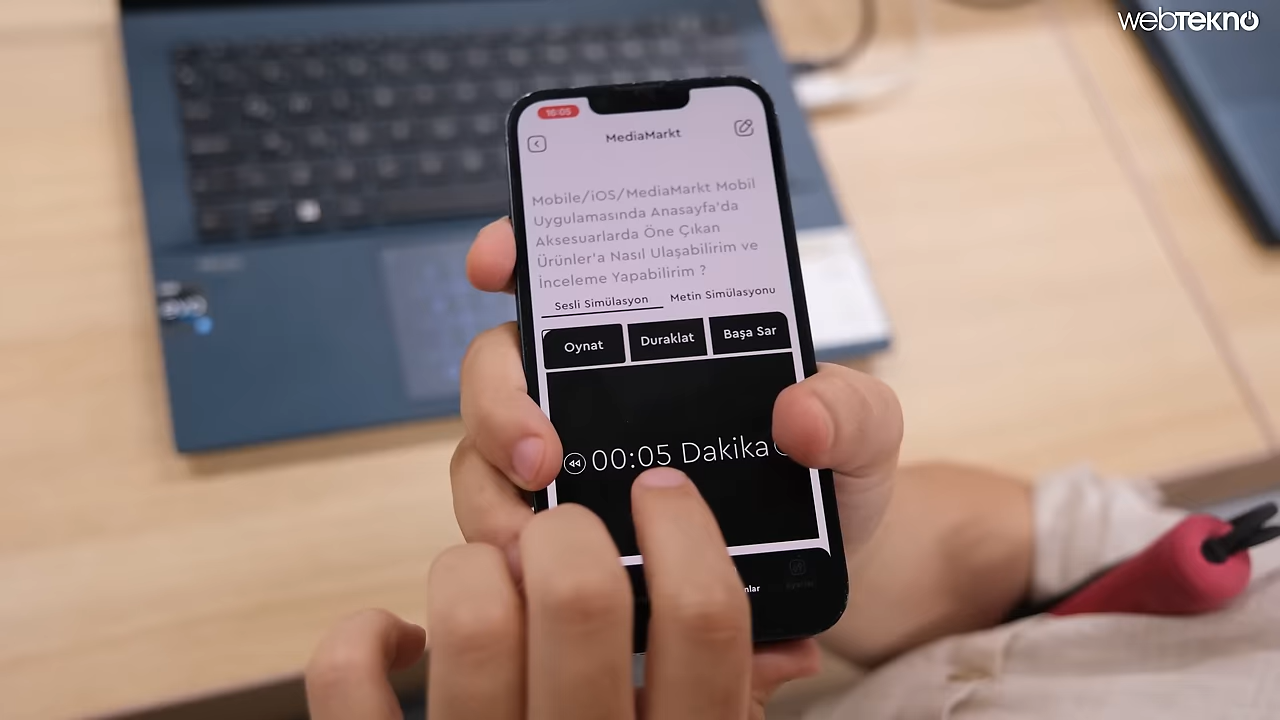 webTEKNO
16:05
MediaMarkt
Mobile/iOS/MediaMarkt Mobil
Uygulamasında Anasayfa'da
Aksesuarlarda Öne Çıkan
Ürünler'a Nasıl Ulaşabilirim ve
İnceleme Yapabilirim ?
Sesli Simülasyon Metin Simülasyonu
Oynat Duraklat Başa Sar
00:05 Dakika